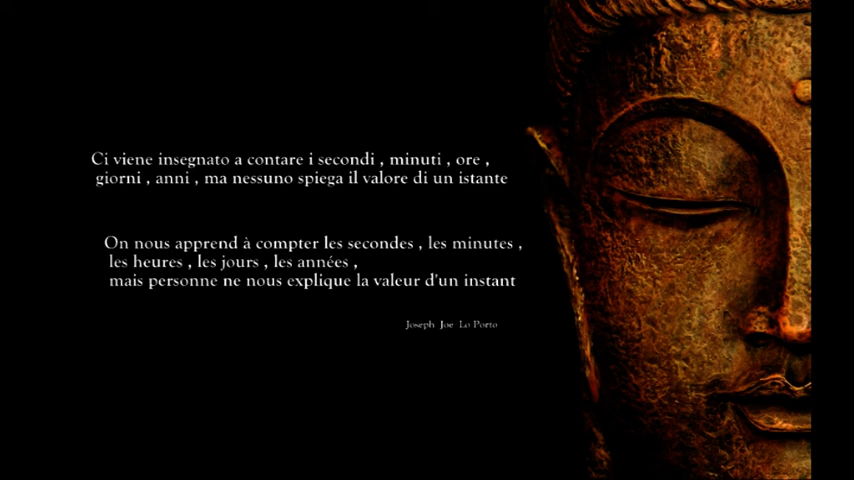 Ci viene insegnato a contare i secondi , minuti , ore ,
giorni , anni , ma nessuno spiega il valore di un istante
On nous apprend à compter les secondes , les minutes ,
les heures , les jours , les années ,
mais personne ne nous explique la valeur d'un instant
Joseph Joe Lo Porto